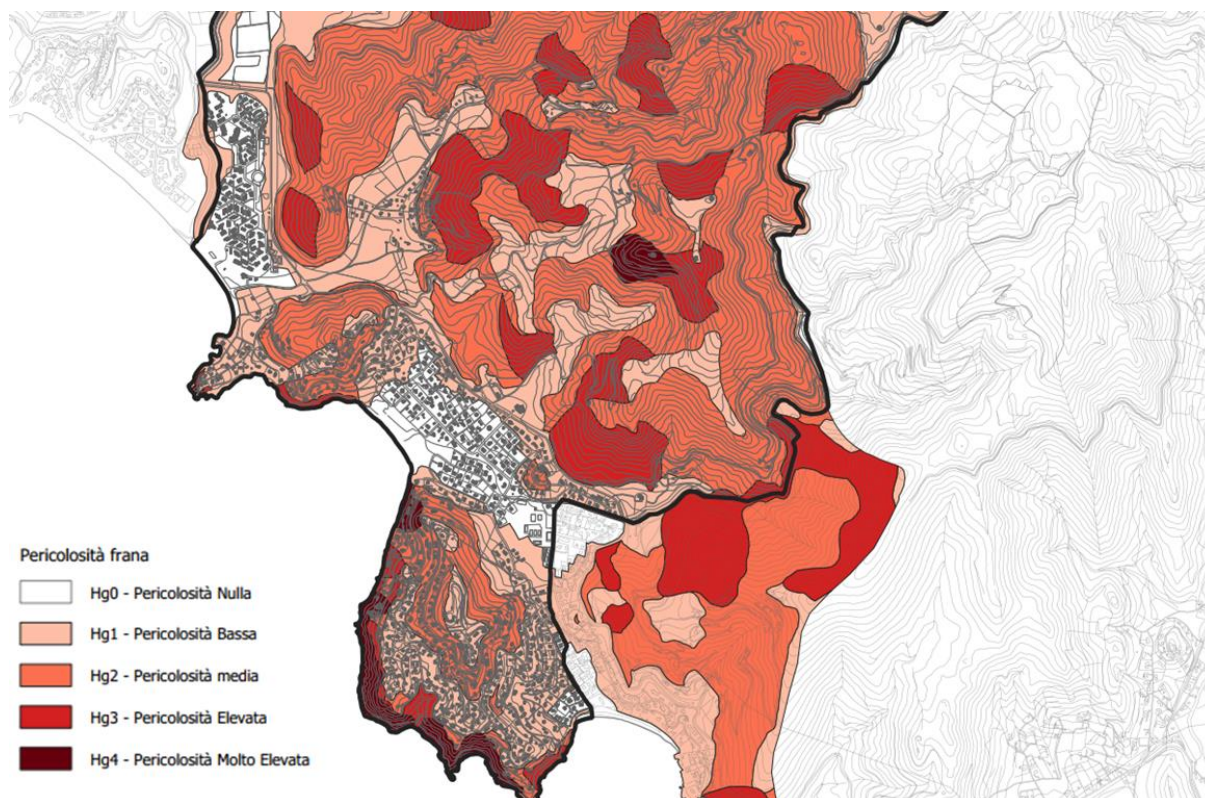 Pericolosità frana
Hg0 - Pericolosità Nulla
Hg1 - Pericolosità Bassa
Hg2 - Pericolosità media
Hg3 - Pericolosità Elevata
Hg4 - Pericolosità Molto Elevata